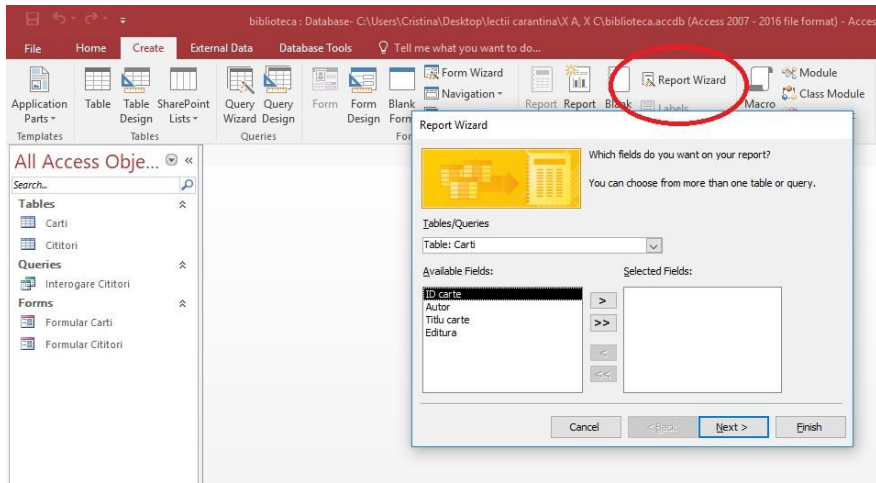 biblioteca : Database- C:\Users\Cristina\Desktop\lectii carantina\X A, X C\biblioteca.accdb (Access 2007 - 2016 file format) - Acces
File Home Create External Data Database Tools Tell me what you want to do...
Form Wizard Report Wizard Module
Navigation Class Module
Labels
Application Parts Table Table Design SharePoint Lists Query Wizard Query Design Form Form Design Blank Form Report Report Blank Macro
Templates Tables Queries For
Report Wizard
Which fields do you want on your report?
You can choose from more than one table or query.
Tables/Queries
Table: Carti
Available Fields: Selected Fields:
ID carte
Autor
Titlu carte
Editura
>
>>
<
<<
Cancel < Back Next > Finish
All Access Obje... «
Search...
Tables
Carti
Cititori
Queries
Interogare Cititori
Forms
Formular Carti
Formular Cititori